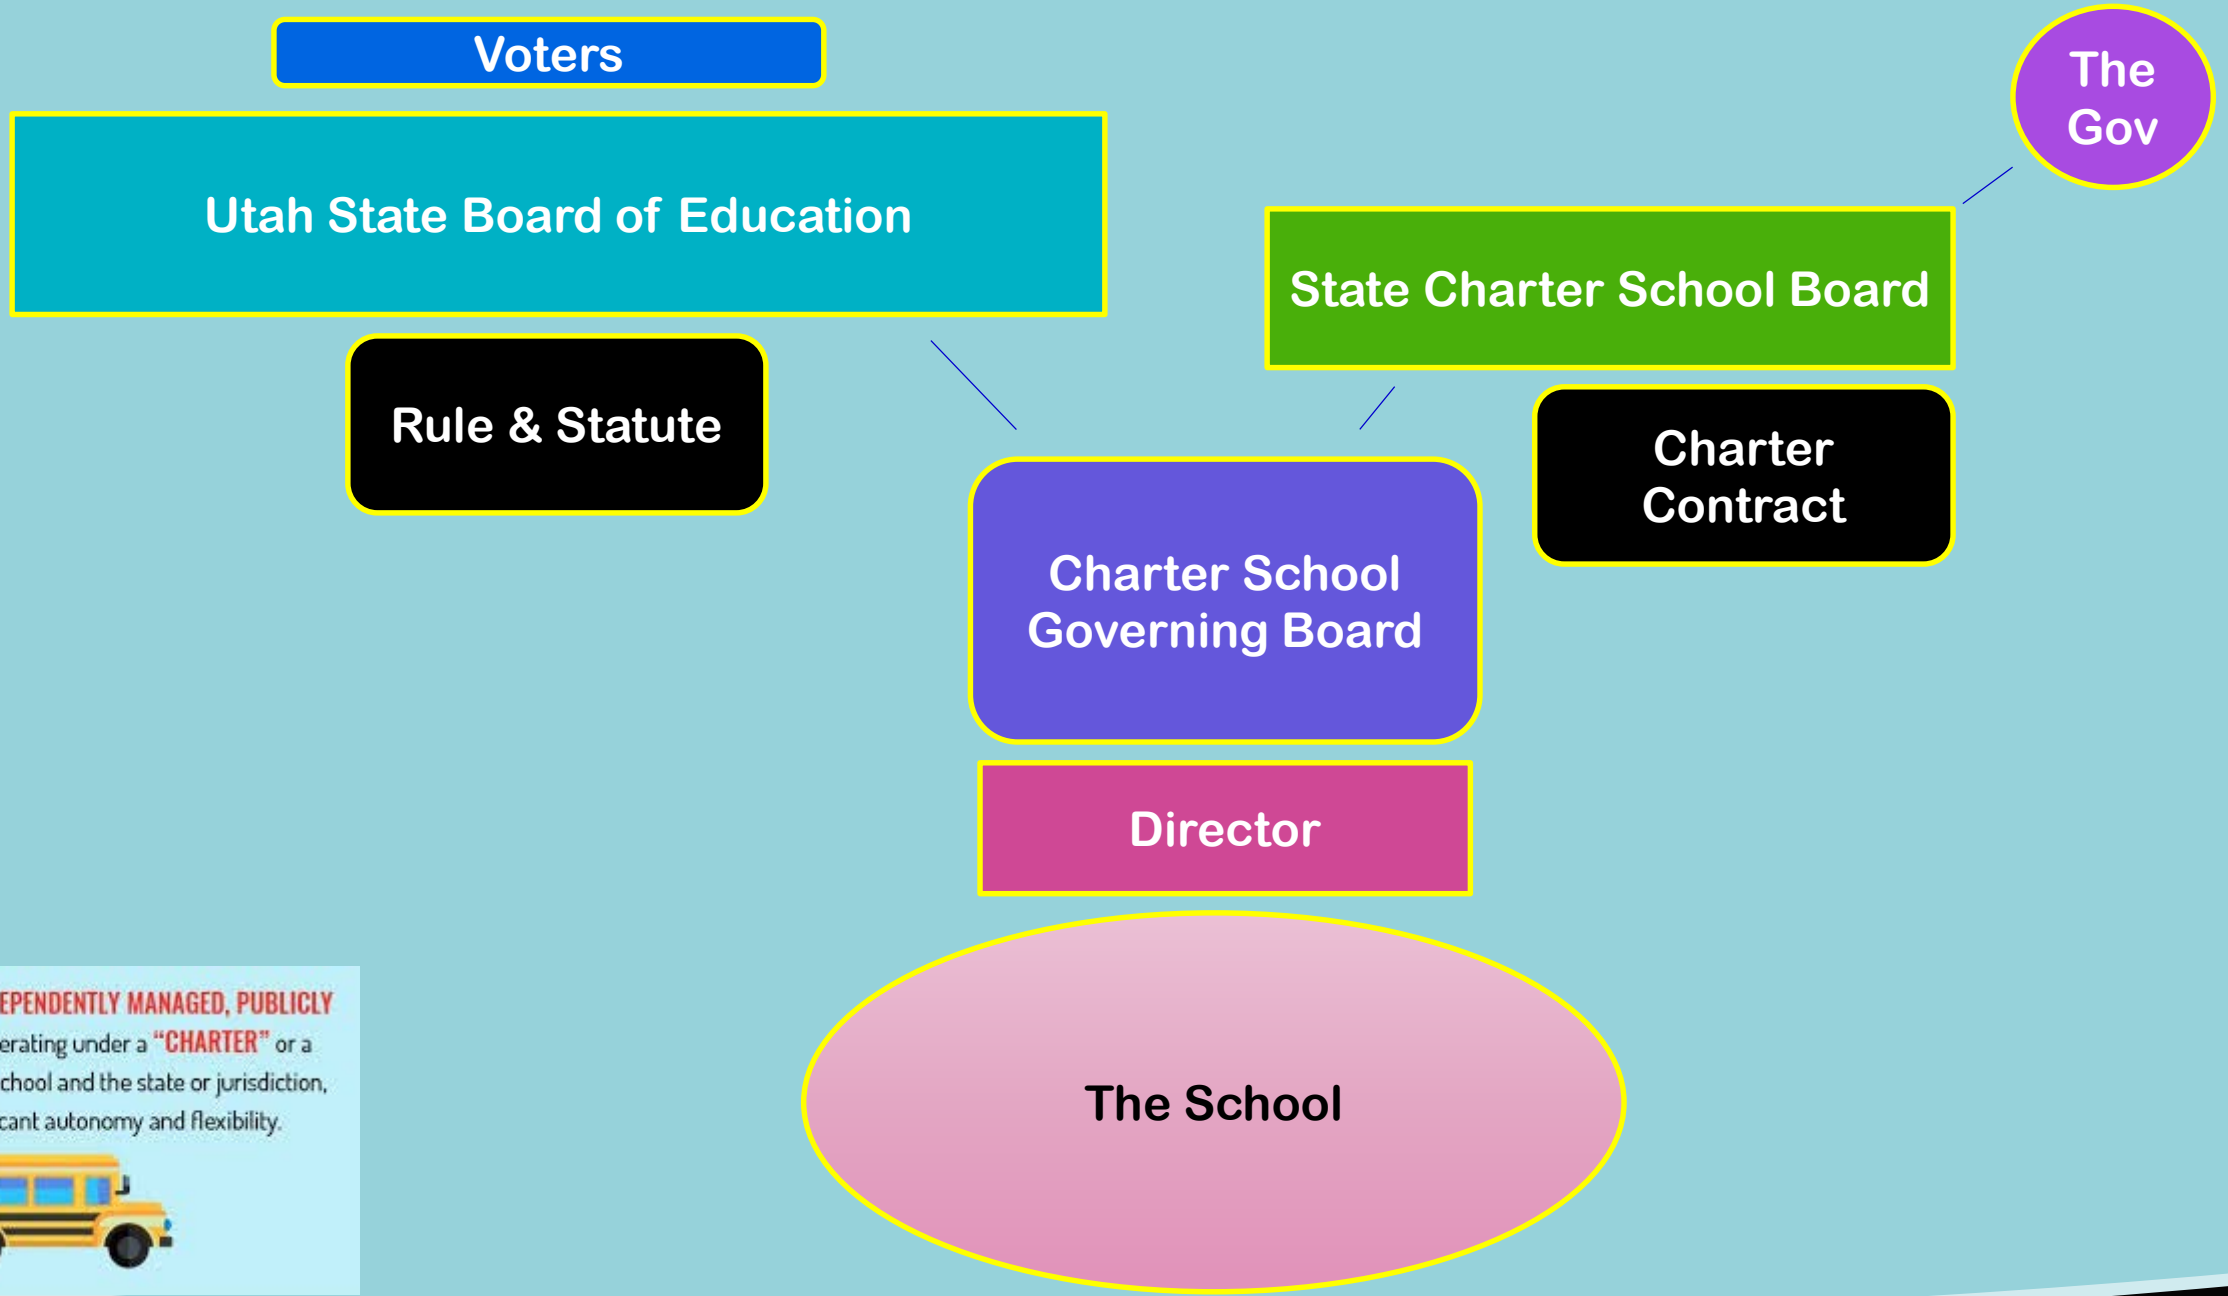 Voters
The
Gov
Utah State Board of Education
State Charter School Board
Rule & Statute
Charter
Contract
Charter School
Governing Board
Director
The School
EPENDENTLY MANAGED, PUBLICLY
erating under a “CHARTER” or a
chool and the state or jurisdiction,
cant autonomy and flexibility.